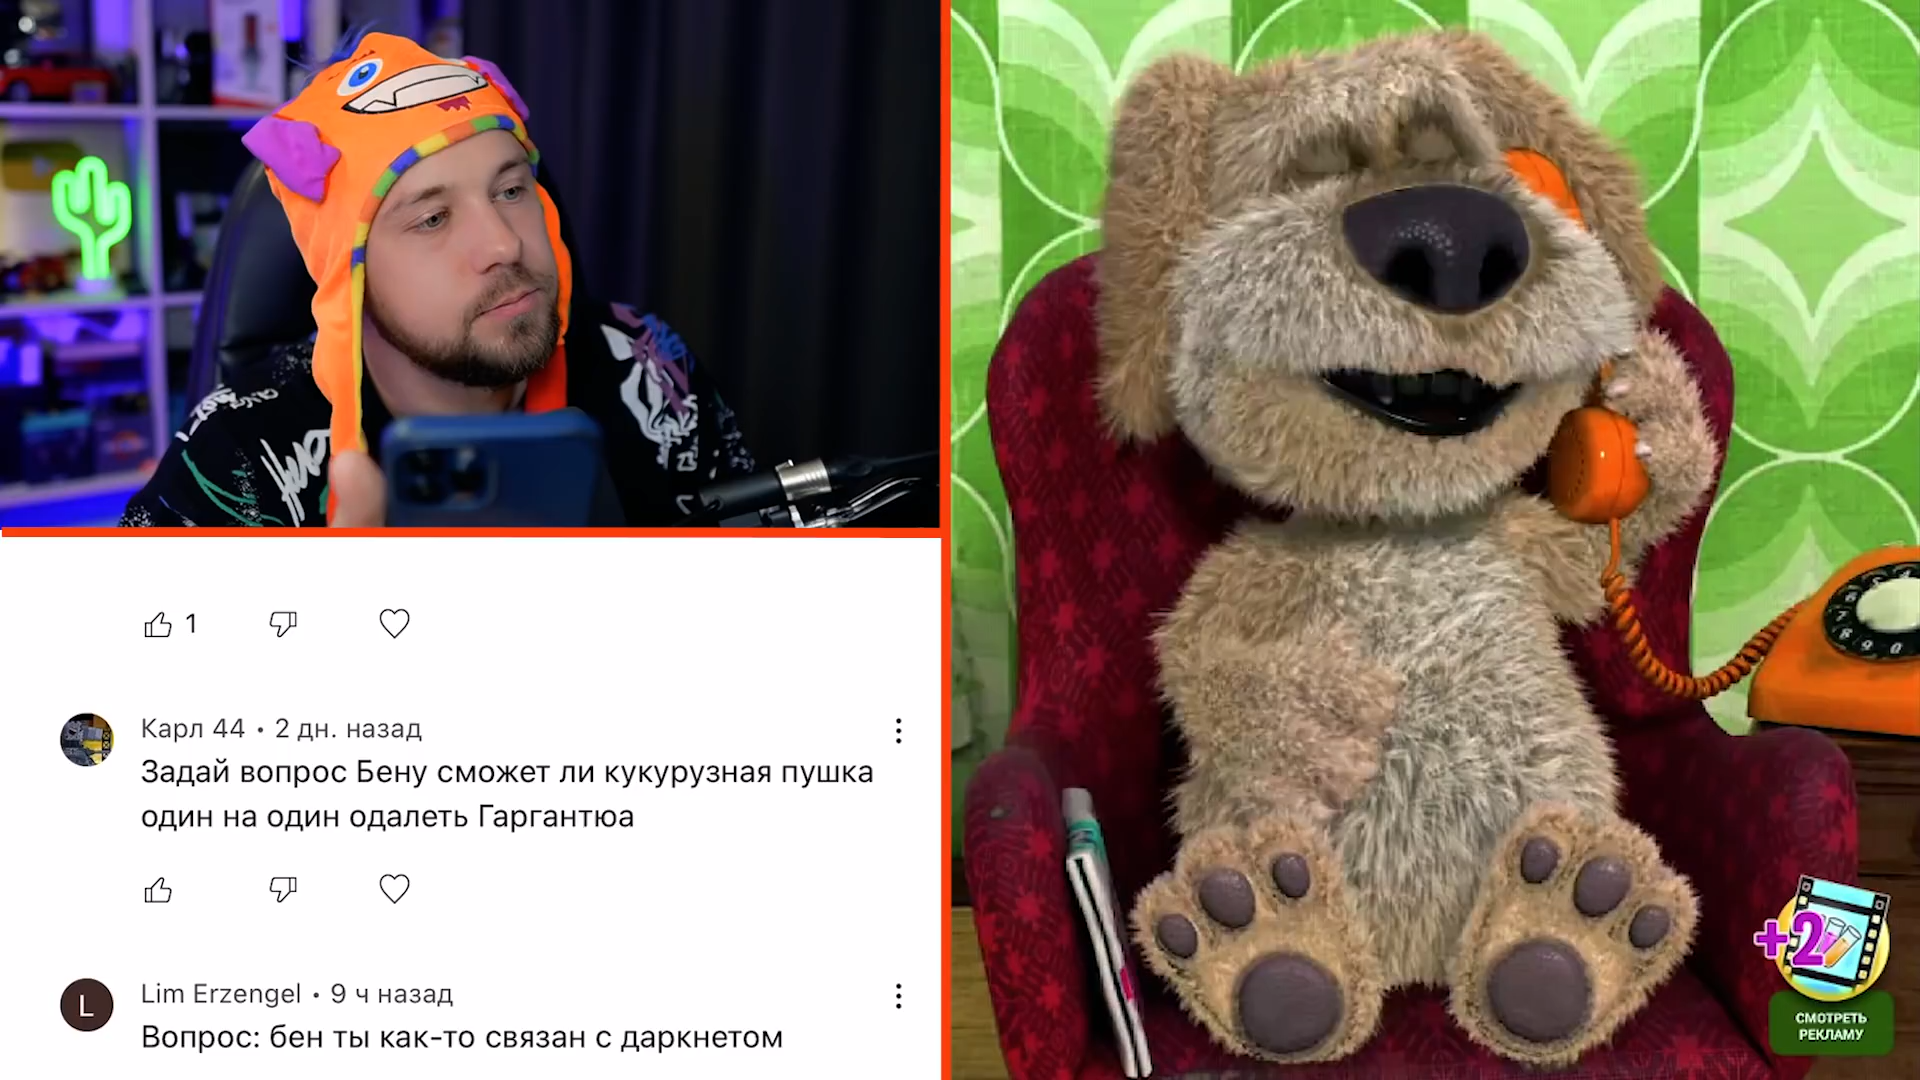 1
Карл 44 • 2 дн. назад
Задай вопрос Бену сможет ли кукурузная пушка
один на один одалеть Гаргантюа
L
Lim Erzengel • 9 ч назад
Вопрос: бен ты как-то связан с даркнетом
+2
СМОТРЕТЬ
РЕКЛАМУ